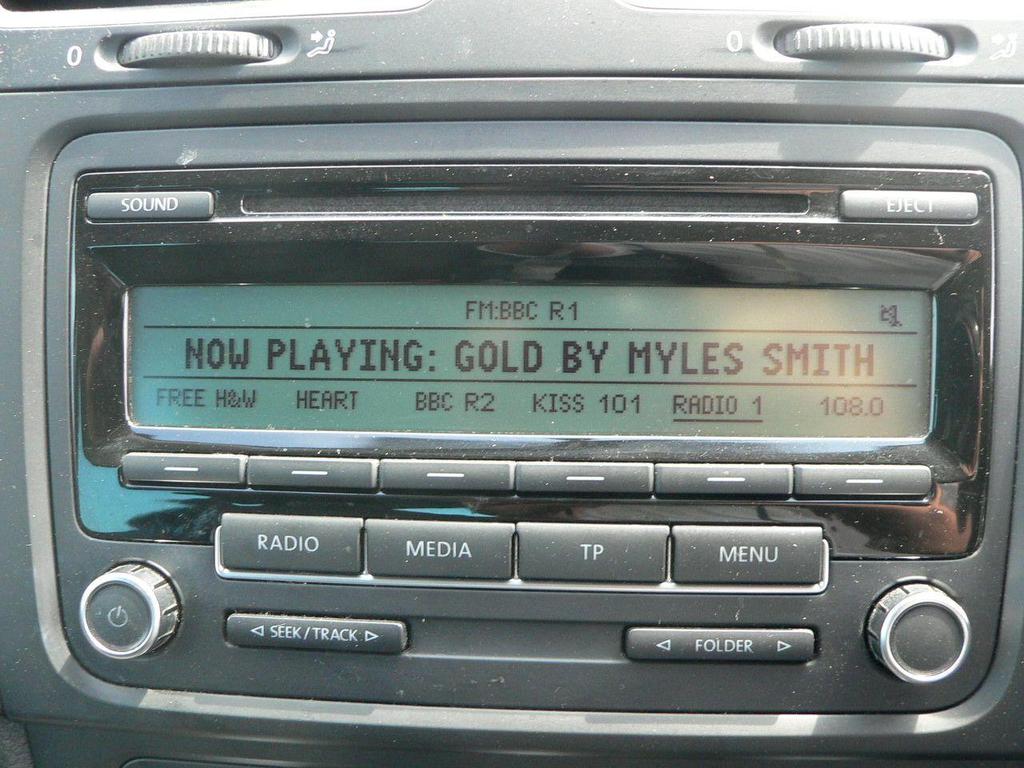 0 0
SOUND EJECT
FM:BBC R1
NOW PLAYING: GOLD BY MYLES SMITH
FREE H&W HEART BBC R2 KISS 101 RADIO 1 108.0
RADIO MEDIA TP MENU
SEEK/TRACK FOLDER